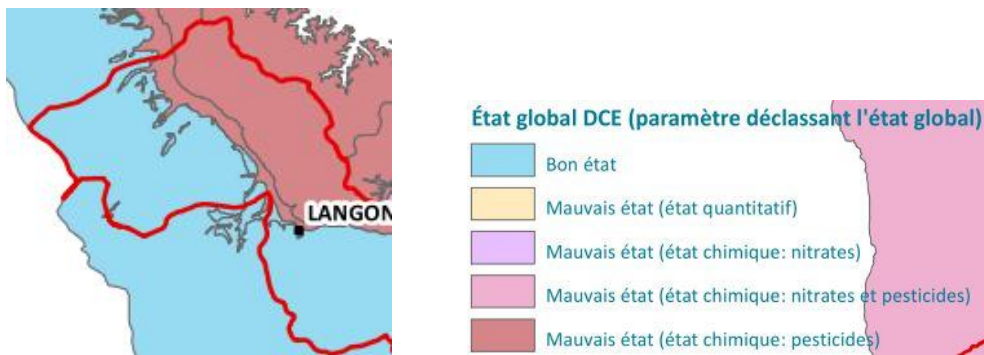 LANGON
État global DCE (paramètre déclassant l'état global)
Bon état
Mauvais état (état quantitatif)
Mauvais état (état chimique: nitrates)
Mauvais état (état chimique: nitrates et pesticides)
Mauvais état (état chimique: pesticides)